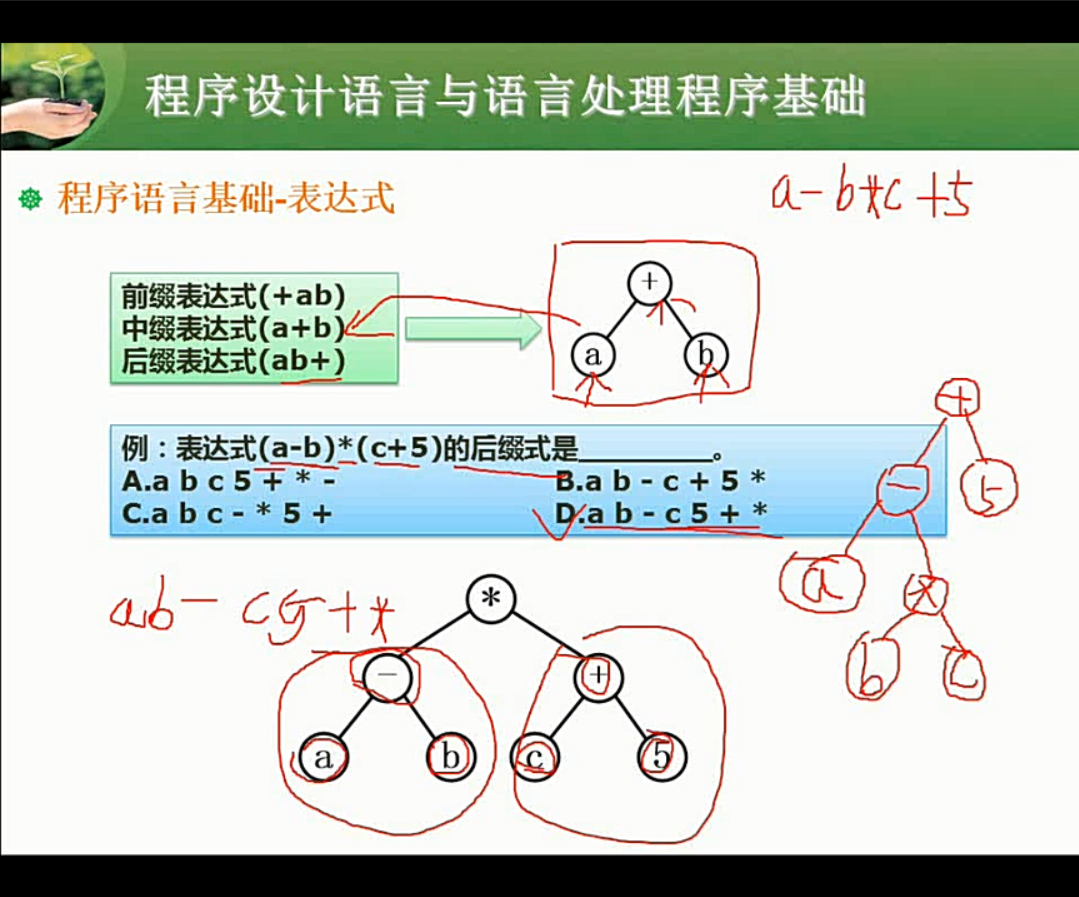 程序设计语言与语言处理程序基础
程序语言基础-表达式
a-b*c+5
前缀表达式(+ab)
中缀表达式(a+b)
后缀表达式(ab+)
+
a b
例：表达式(a-b)*(c+5)的后缀式是________。
A.a b c 5 + * - B.a b - c + 5 *
C.a b c - * 5 + D.a b - c 5 + *
+
- 5
a *
b c
ab- c5+*
*
- +
a b c 5